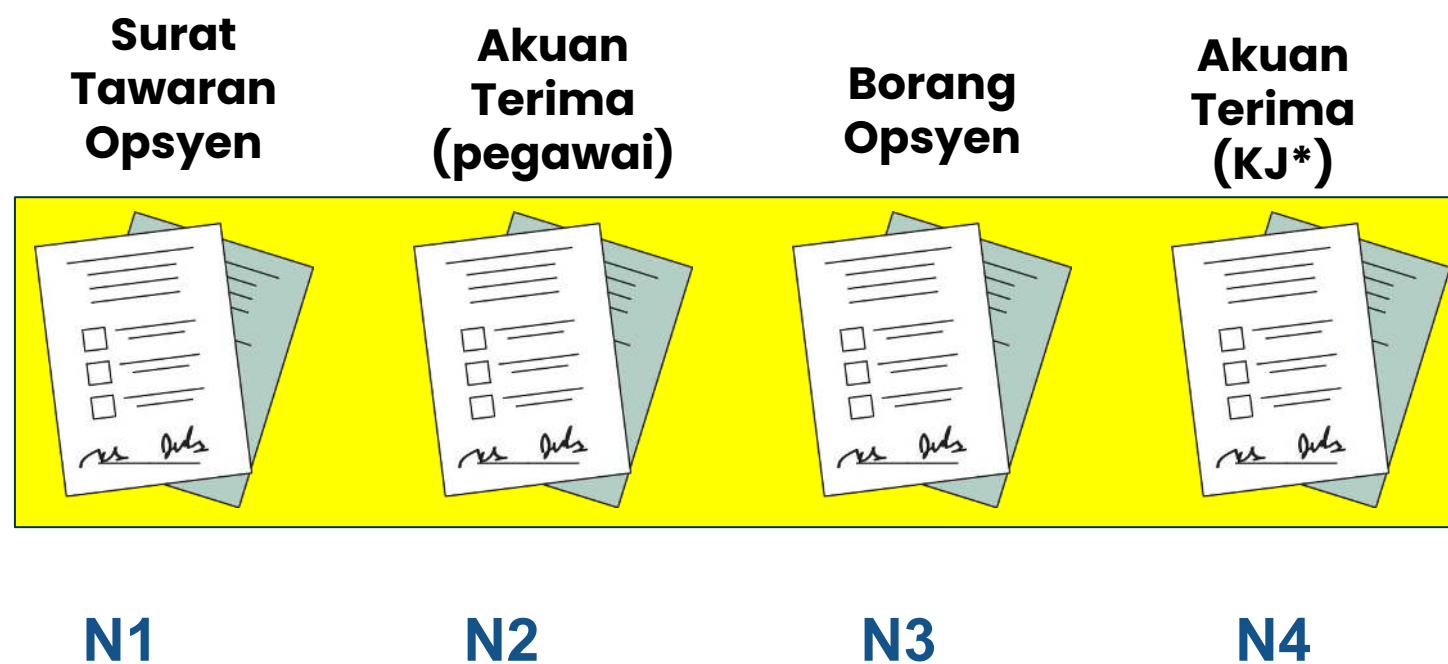 Surat
Tawaran
Opsyen
Akuan
Terima
(pegawai)
Borang
Opsyen
Akuan
Terima
(KJ*)
N1
N2
N3
N4